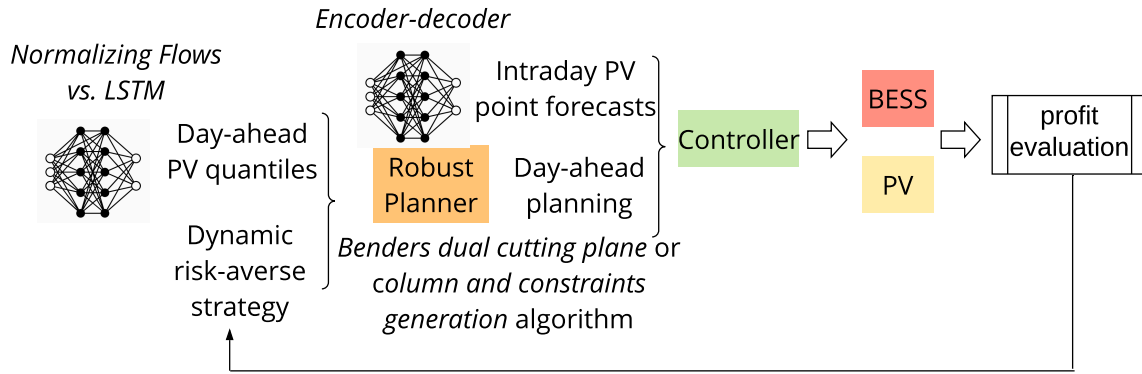 Encoder-decoder
Normalizing Flows
vs. LSTM
Day-ahead
PV quantiles
Dynamic
risk-averse
strategy
Robust
Planner
Intraday PV
point forecasts
Day-ahead
planning
Benders dual cutting plane or
column and constraints
generation algorithm
Controller
BESS
PV
profit
evaluation